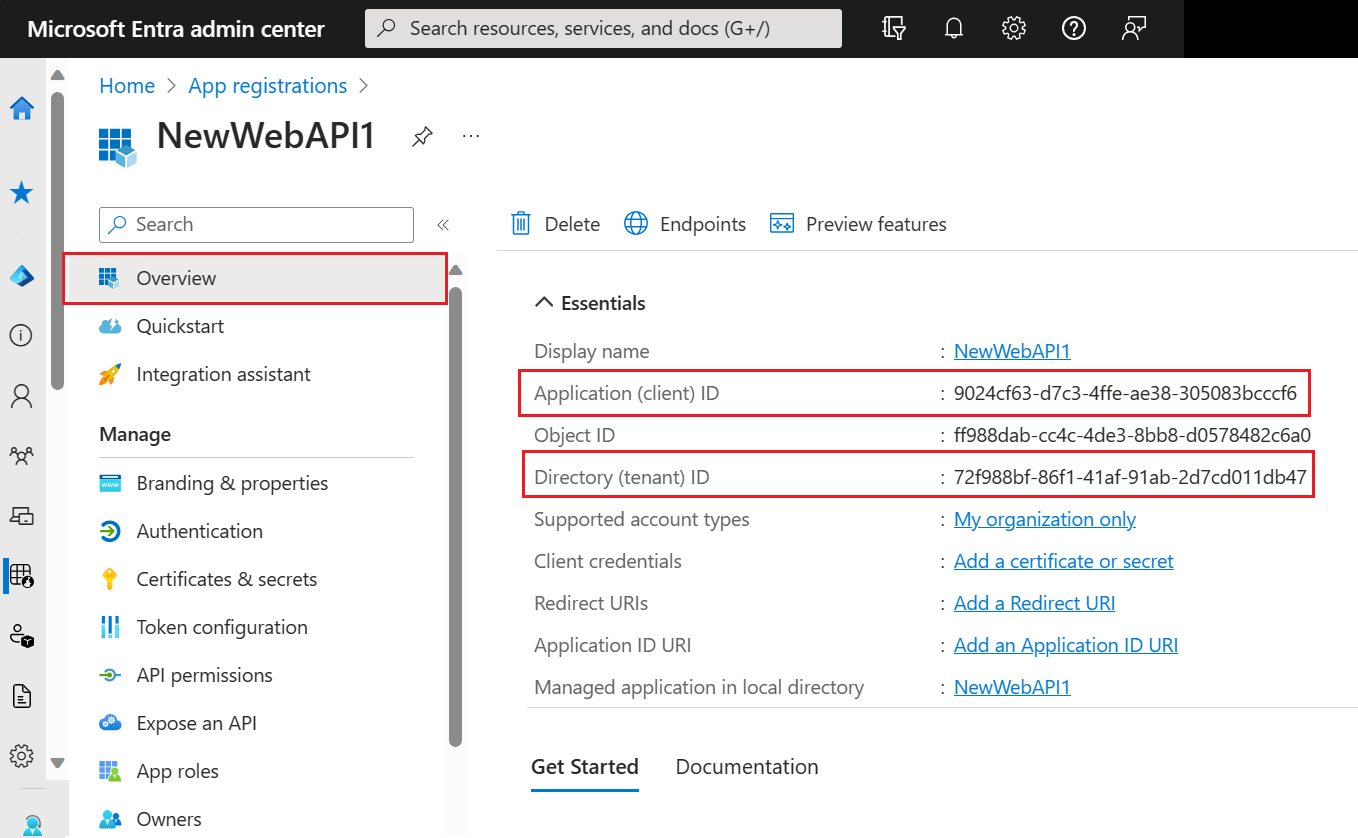 Microsoft Entra admin center
Search resources, services, and docs (G+/)
Home > App registrations >
NewWebAPI1
...
Search
«
Overview
Quickstart
Integration assistant
Manage
Branding & properties
Authentication
Certificates & secrets
Token configuration
API permissions
Expose an API
App roles
Owners
Delete
Endpoints
Preview features
Essentials
Display name : NewWebAPI1
Application (client) ID : 9024cf63-d7c3-4ffe-ae38-305083bcccf6
Object ID : ff988dab-cc4c-4de3-8bb8-d0578482c6a0
Directory (tenant) ID : 72f988bf-86f1-41af-91ab-2d7cd011db47
Supported account types : My organization only
Client credentials : Add a certificate or secret
Redirect URIs : Add a Redirect URI
Application ID URI : Add an Application ID URI
Managed application in local directory : NewWebAPI1
Get Started
Documentation